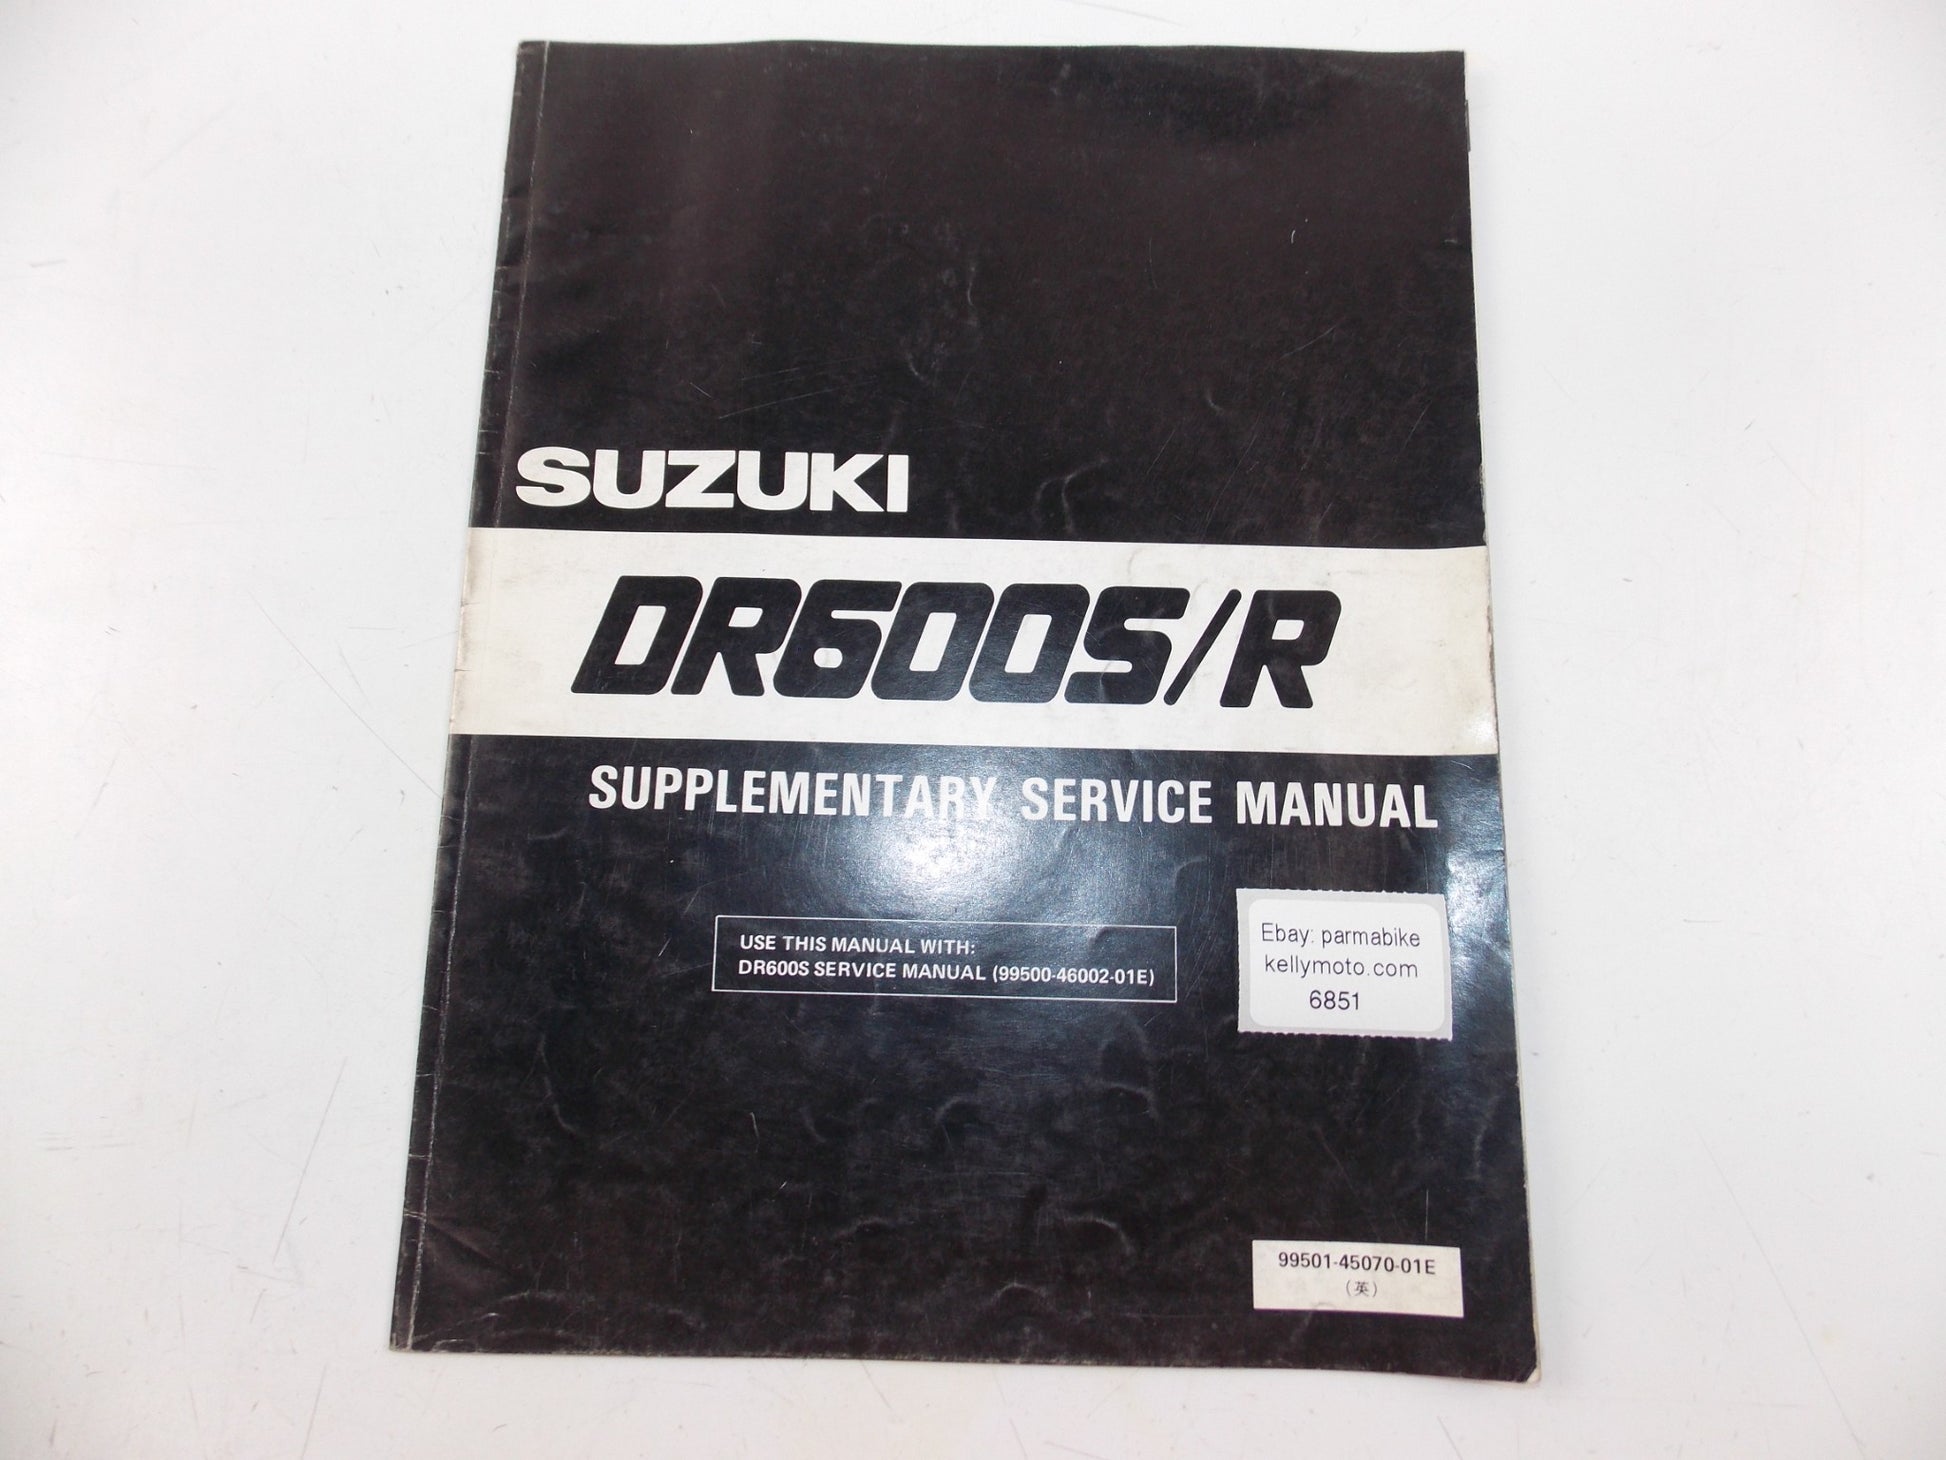 SUZUKI
DR600S/R
SUPPLEMENTARY SERVICE MANUAL
USE THIS MANUAL WITH:
DR600S SERVICE MANUAL (99500-46002-01E)
Ebay: parmabike
kellymoto.com
6851
99501-45070-01E
(英)